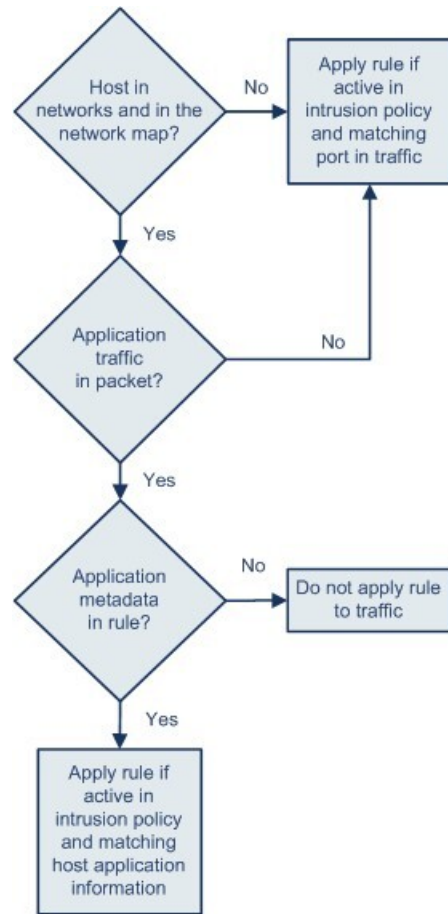 Host in
networks and in the
network map?
No
Apply rule if
active in
intrusion policy
and matching
port in traffic
Yes
Application
traffic
in packet?
No
Yes
Application
metadata
in rule?
No
Do not apply rule
to traffic
Yes
Apply rule if
active in
intrusion policy
and matching
host application
information